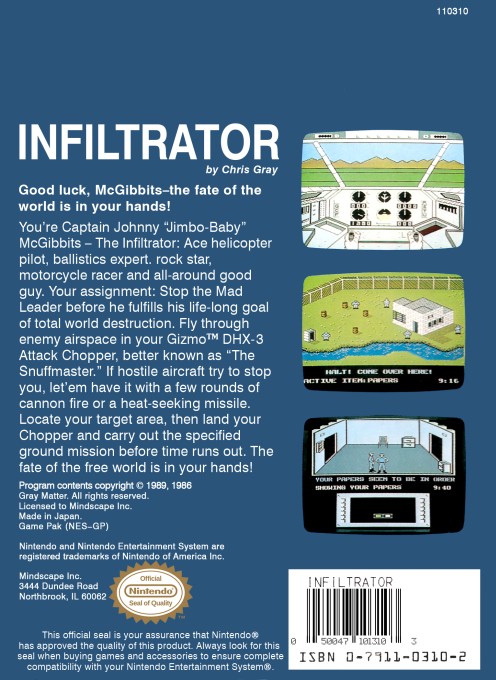 110310
INFILTRATOR
by Chris Gray
Good luck, McGibbits–the fate of the
world is in your hands!
You're Captain Johnny “Jimbo-Baby”
McGibbits – The Infiltrator: Ace helicopter
pilot, ballistics expert. rock star,
motorcycle racer and all-around good
guy. Your assignment: Stop the Mad
Leader before he fulfills his life-long goal
of total world destruction. Fly through
enemy airspace in your Gizmo™ DHX-3
Attack Chopper, better known as “The
Snuffmaster.” If hostile aircraft try to stop
you, let'em have it with a few rounds of
cannon fire or a heat-seeking missile.
Locate your target area, then land your
Chopper and carry out the specified
ground mission before time runs out. The
fate of the free world is in your hands!
HALT! COME OVER HERE!
ACTIVE ITEM:PAPERS 9:16
YOUR PAPERS SEEM TO BE IN ORDER
SHOWING YOUR PAPERS 9:40
Program contents copyright © 1989, 1986
Gray Matter. All rights reserved.
Licensed to Mindscape Inc.
Made in Japan.
Game Pak (NES–GP)
Nintendo and Nintendo Entertainment System are
registered trademarks of Nintendo of America Inc.
Mindscape Inc.
3444 Dundee Road
Northbrook, IL 60062
Official
Nintendo®
Seal of Quality
TM
This official seal is your assurance that Nintendo®
has approved the quality of this product. Always look for this
seal when buying games and accessories to ensure complete
compatibility with your Nintendo Entertainment System®.
INFILTRATOR
0 50047 101310 3
ISBN 0-7911-0310-2